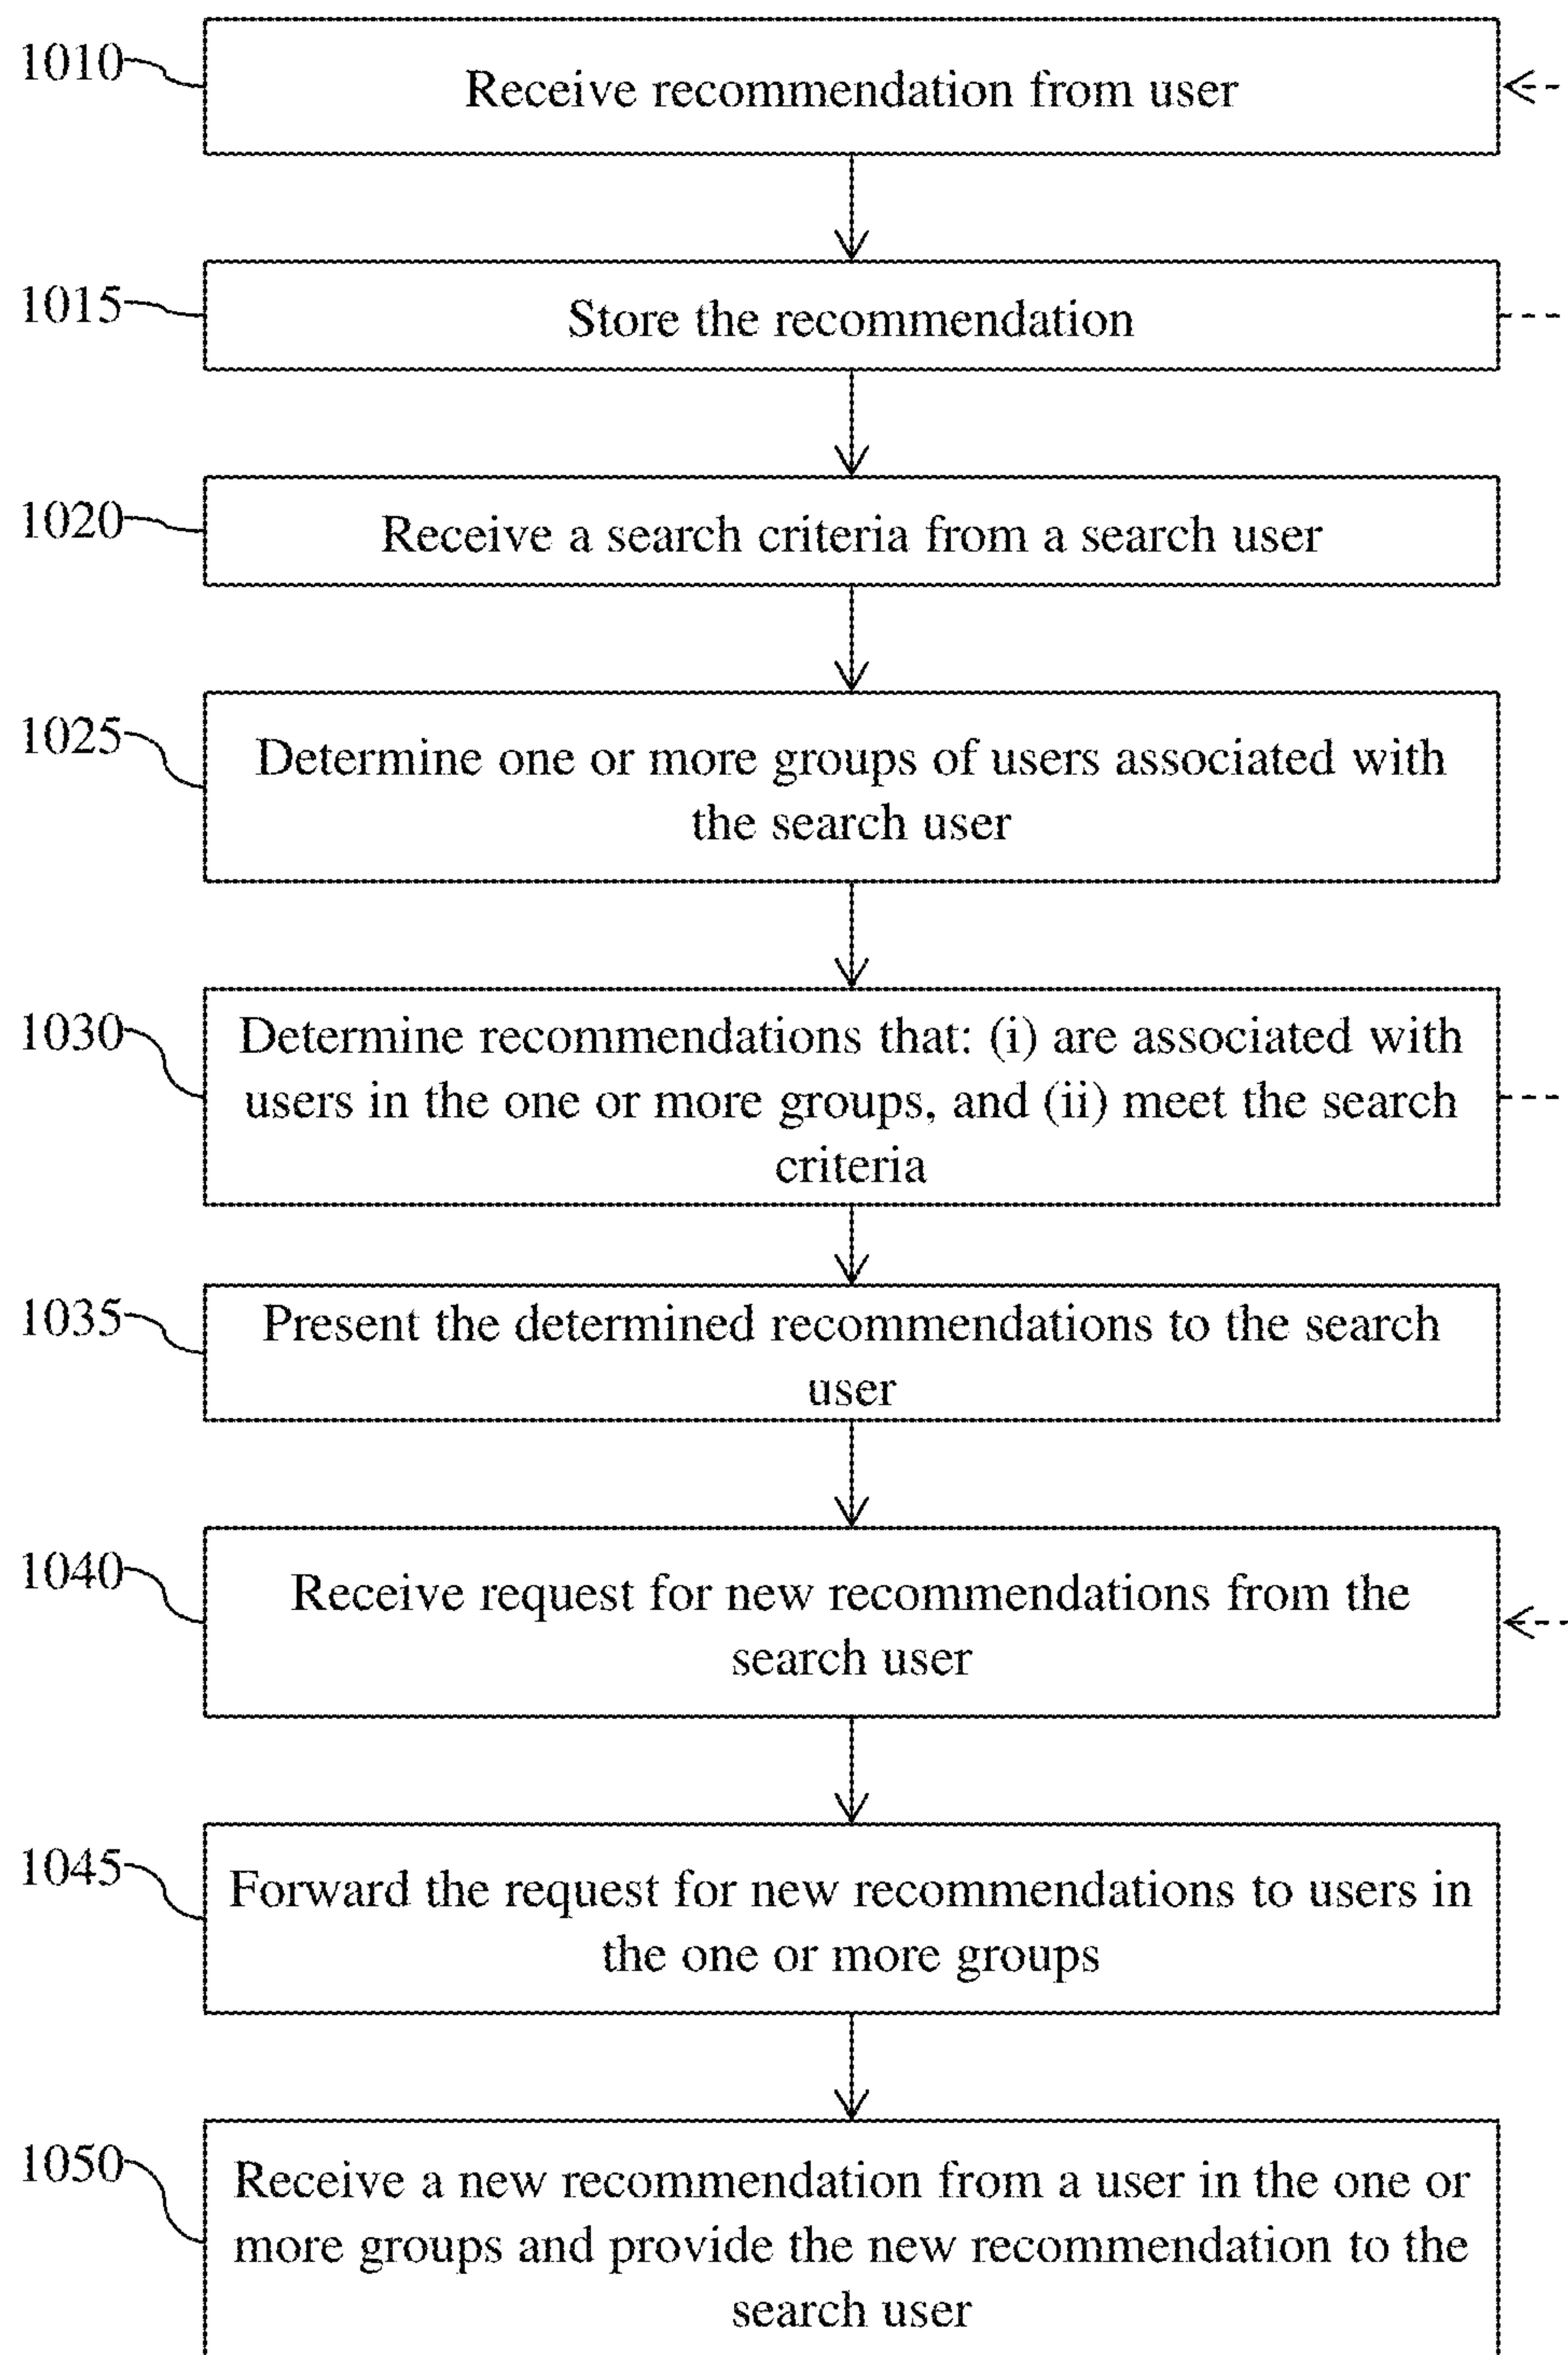 1010
Receive recommendation from user
1015
Store the recommendation
1020
Receive a search criteria from a search user
1025
Determine one or more groups of users associated with
the search user
1030
Determine recommendations that: (i) are associated with
users in the one or more groups, and (ii) meet the search
criteria
1035
Present the determined recommendations to the search
user
1040
Receive request for new recommendations from the
search user
1045
Forward the request for new recommendations to users in
the one or more groups
1050
Receive a new recommendation from a user in the one or
more groups and provide the new recommendation to the
search user